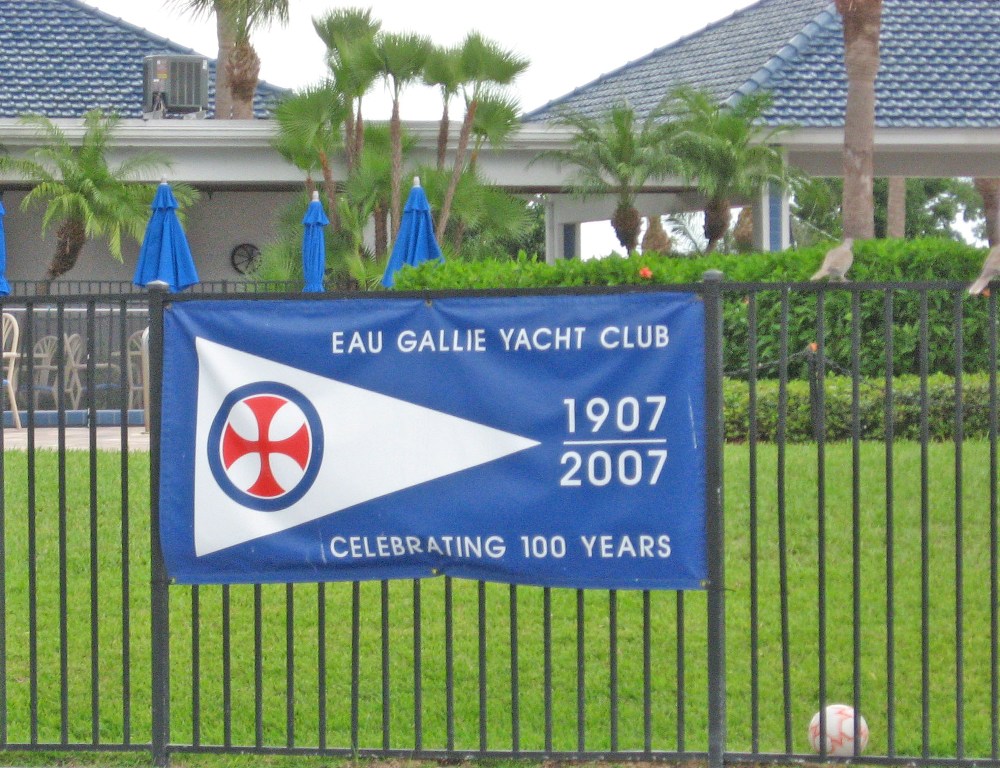 EAU GALLIE YACHT CLUB
1907
2007
CELEBRATING 100 YEARS